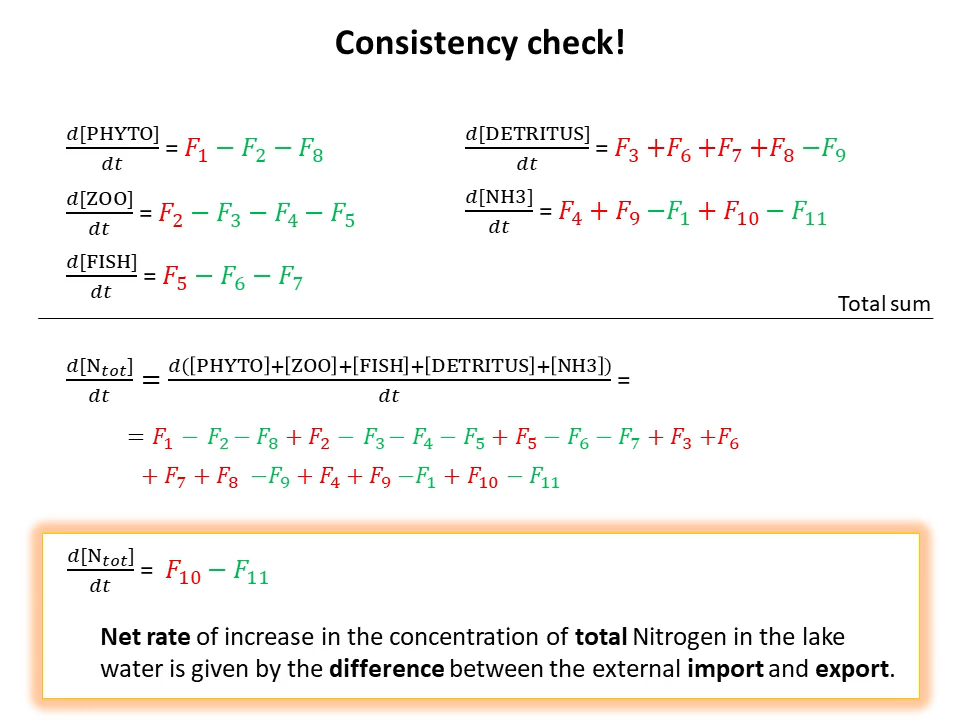 Consistency check!
d[PHYTO]/dt = F₁ − F₂ − F₈
d[ZOO]/dt = F₂ − F₃ − F₄ − F₅
d[FISH]/dt = F₅ − F₆ − F₇
d[DETRITUS]/dt = F₃ +F₆ +F₇ +F₈ −F₉
d[NH3]/dt = F₄ + F₉ −F₁ + F₁₀ − F₁₁
Total sum
d[Nₜₒₜ]/dt = d([PHYTO]+[ZOO]+[FISH]+[DETRITUS]+[NH3])/dt =
= F₁ − F₂ − F₈ + F₂ − F₃ − F₄ − F₅ + F₅ − F₆ − F₇ + F₃ +F₆
+ F₇ + F₈ −F₉ + F₄ + F₉ −F₁ + F₁₀ − F₁₁
d[Nₜₒₜ]/dt = F₁₀ − F₁₁
Net rate of increase in the concentration of total Nitrogen in the lake
water is given by the difference between the external import and export.